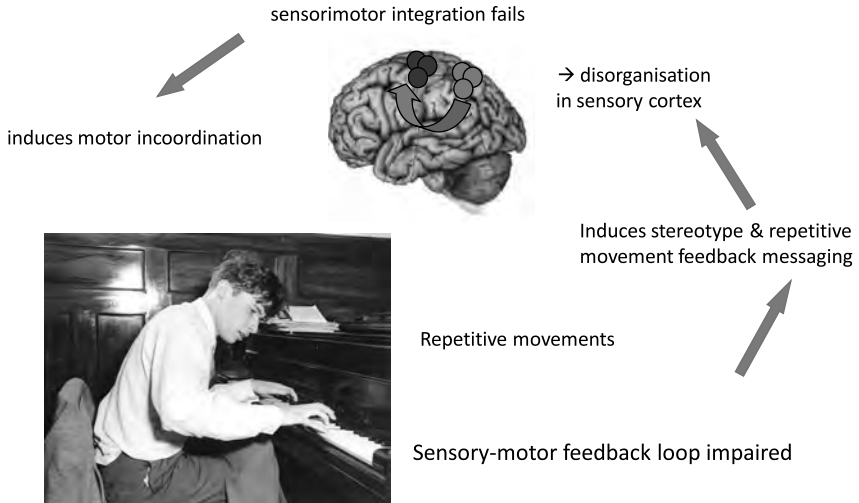 sensorimotor integration fails
→ disorganisation
in sensory cortex
induces motor incoordination
Induces stereotype & repetitive
movement feedback messaging
Repetitive movements
Sensory-motor feedback loop impaired